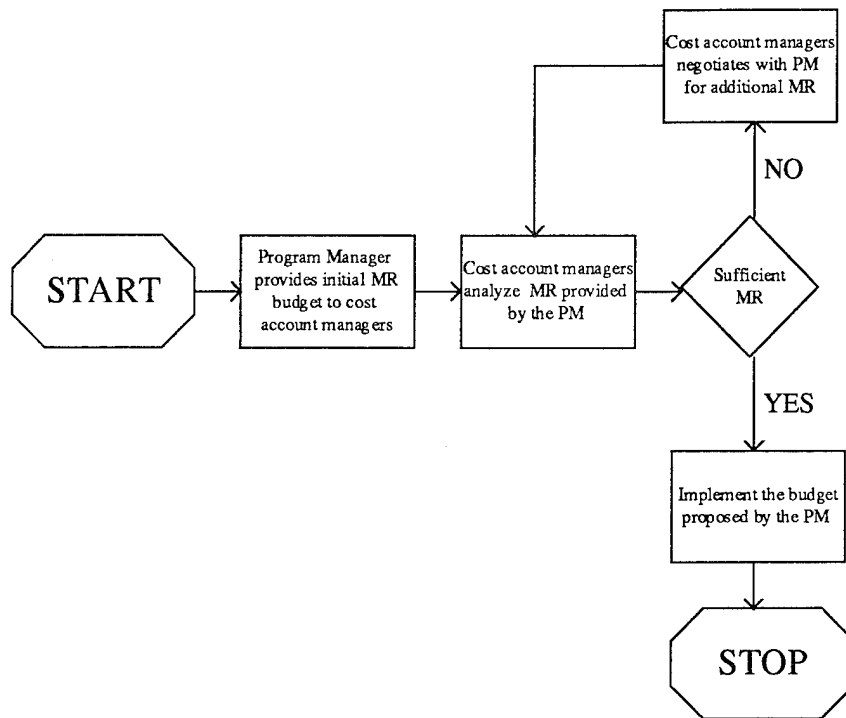 Cost account managers
negotiates with PM
for additional MR
NO
START
Program Manager
provides initial MR
budget to cost
account managers
Cost account managers
analyze MR provided
by the PM
Sufficient
MR
YES
Implement the budget
proposed by the PM
STOP